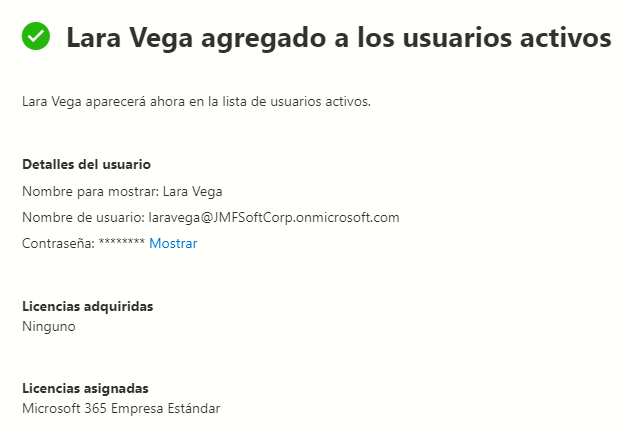 Lara Vega agregado a los usuarios activos
Lara Vega aparecerá ahora en la lista de usuarios activos.
Detalles del usuario
Nombre para mostrar: Lara Vega
Nombre de usuario: laravega@JMFSoftCorp.onmicrosoft.com
Contraseña: ******** Mostrar
Licencias adquiridas
Ninguno
Licencias asignadas
Microsoft 365 Empresa Estándar